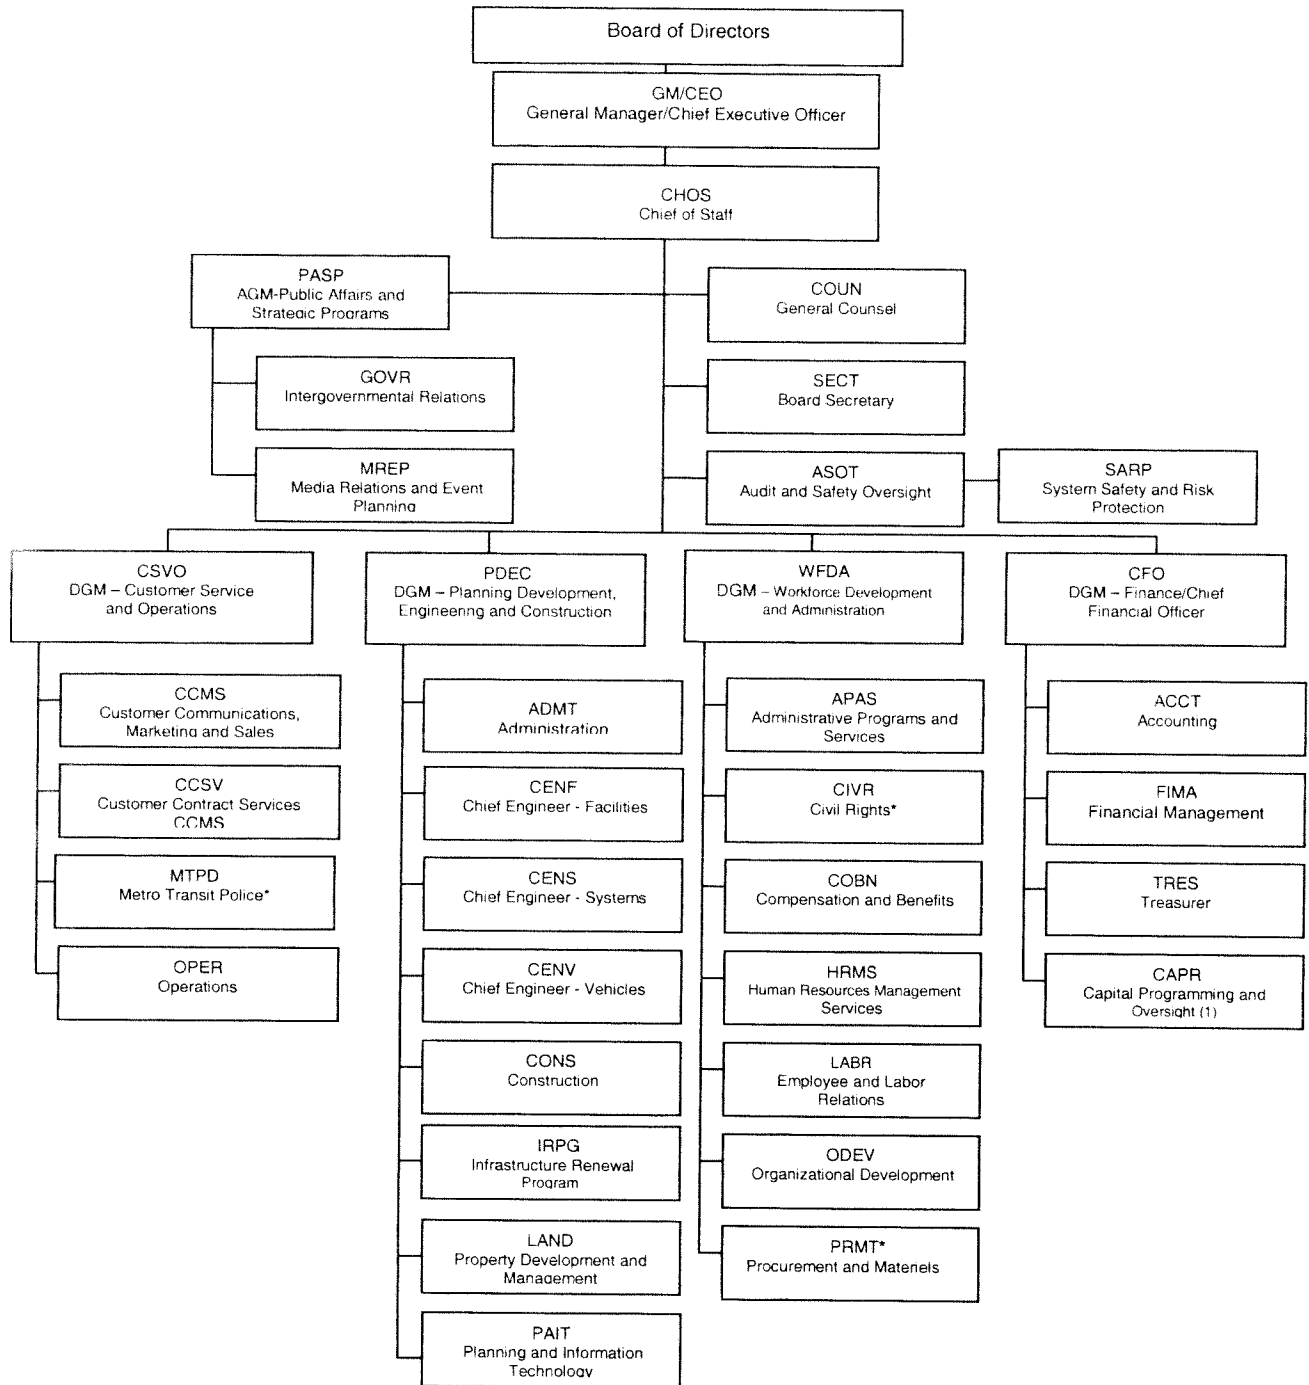 Board of Directors
GM/CEO
General Manager/Chief Executive Officer
CHOS
Chief of Staff
PASP
AGM-Public Affairs and
Strategic Programs
COUN
General Counsel
GOVR
Intergovernmental Relations
SECT
Board Secretary
MREP
Media Relations and Event
Planning
ASOT
Audit and Safety Oversight
SARP
System Safety and Risk
Protection
CSVO
DGM – Customer Service
and Operations
CCMS
Customer Communications,
Marketing and Sales
CCSV
Customer Contract Services
CCMS
MTPD
Metro Transit Police*
OPER
Operations
PDEC
DGM – Planning Development,
Engineering and Construction
ADMT
Administration
CENF
Chief Engineer - Facilities
CENS
Chief Engineer - Systems
CENV
Chief Engineer - Vehicles
CONS
Construction
IRPG
Infrastructure Renewal
Program
LAND
Property Development and
Management
PAIT
Planning and Information
Technology
WFDA
DGM – Workforce Development
and Administration
APAS
Administrative Programs and
Services
CIVR
Civil Rights*
COBN
Compensation and Benefits
HRMS
Human Resources Management
Services
LABR
Employee and Labor
Relations
ODEV
Organizational Development
PRMT*
Procurement and Materiels
CFO
DGM – Finance/Chief
Financial Officer
ACCT
Accounting
FIMA
Financial Management
TRES
Treasurer
CAPR
Capital Programming and
Oversight (1)